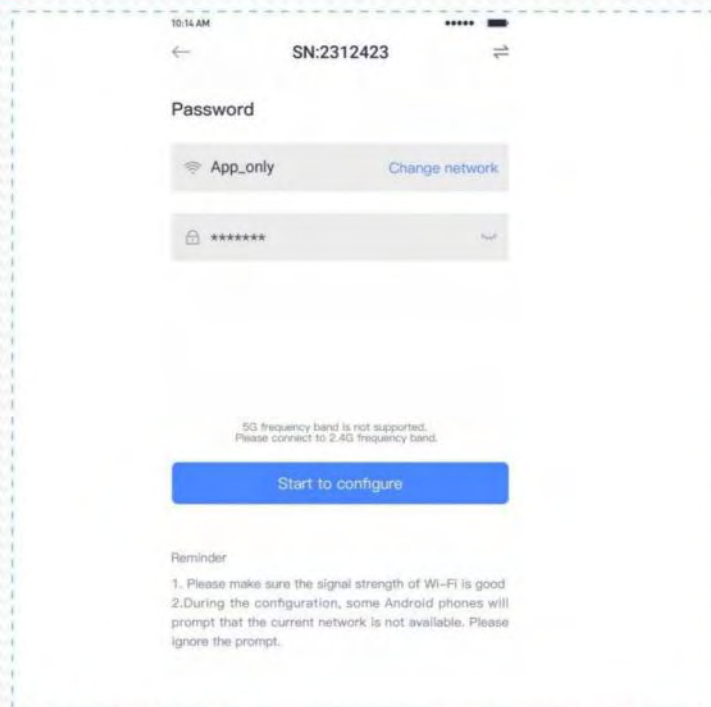 10:14 AM
SN:2312423
Password
App_only Change network
*******
5G frequency band is not supported.
Please connect to 2.4G frequency band.
Start to configure
Reminder
1. Please make sure the signal strength of Wi-Fi is good
2.During the configuration, some Android phones will
prompt that the current network is not available. Please
ignore the prompt.